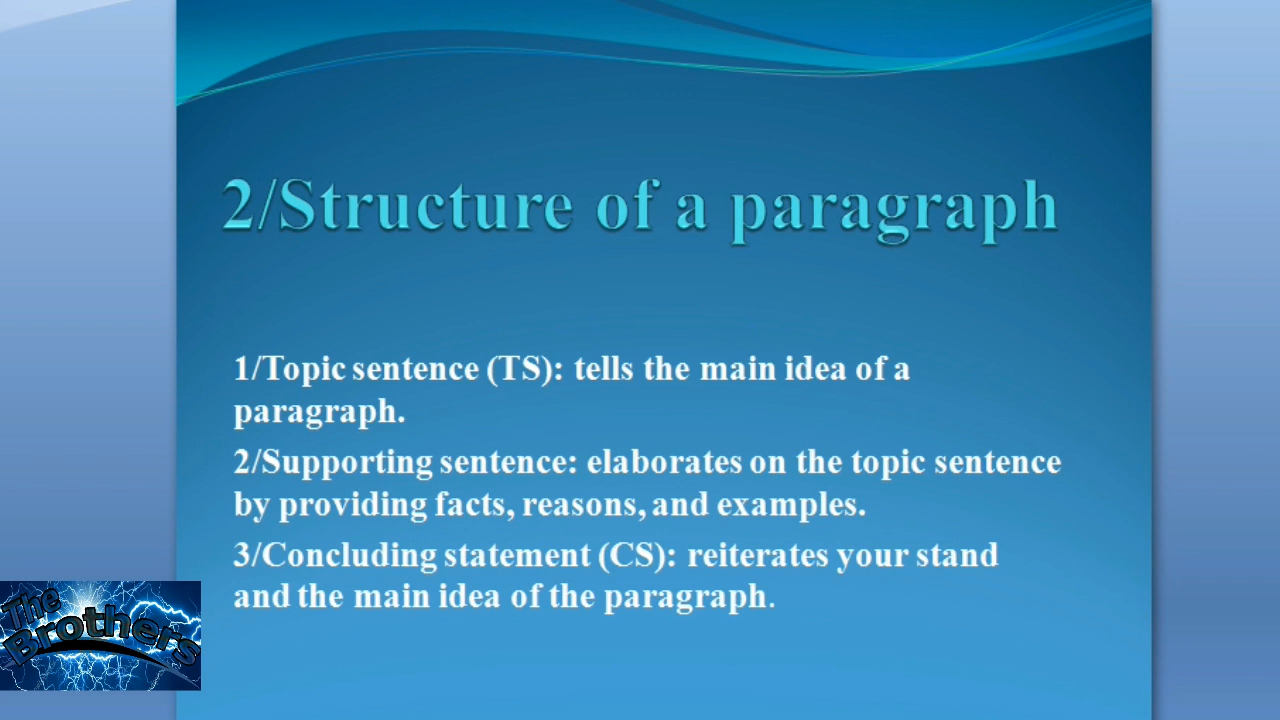 2/Structure of a paragraph
1/Topic sentence (TS): tells the main idea of a
paragraph.
2/Supporting sentence: elaborates on the topic sentence
by providing facts, reasons, and examples.
3/Concluding statement (CS): reiterates your stand
and the main idea of the paragraph.
The
Brothers